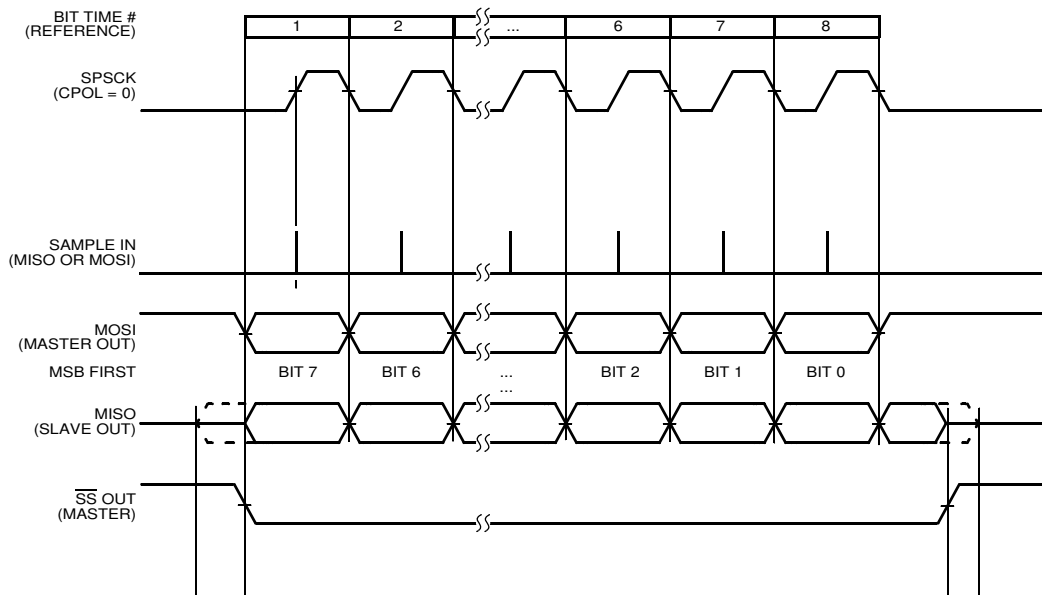 BIT TIME #
(REFERENCE)
1 2 ... 6 7 8
SPSCK
(CPOL = 0)
SAMPLE IN
(MISO OR MOSI)
MOSI
(MASTER OUT)
MSB FIRST BIT 7 BIT 6 ... BIT 2 BIT 1 BIT 0
...
MISO
(SLAVE OUT)
S̅S̅ OUT
(MASTER)